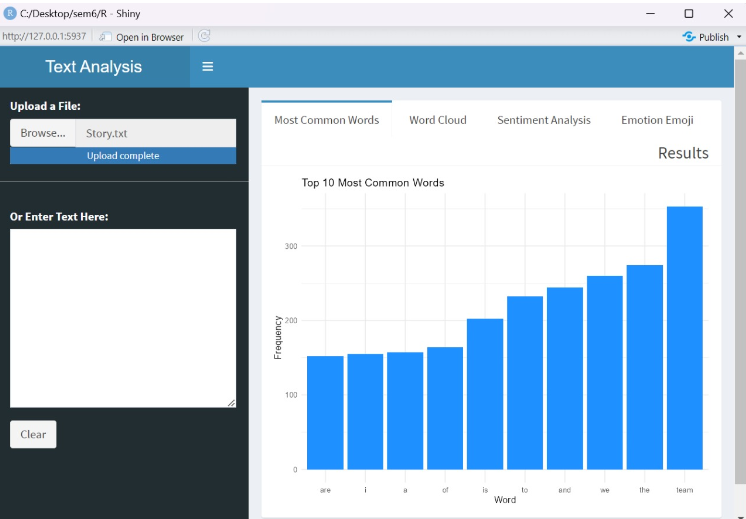 C:/Desktop/sem6/R - Shiny
http://127.0.0.1:5937 Open in Browser Publish
Text Analysis
Upload a File:
Browse... Story.txt
Upload complete
Or Enter Text Here:
Clear
Most Common Words Word Cloud Sentiment Analysis Emotion Emoji
Results
Top 10 Most Common Words
Frequency
300
200
100
0
are i a of is to and we the team
Word